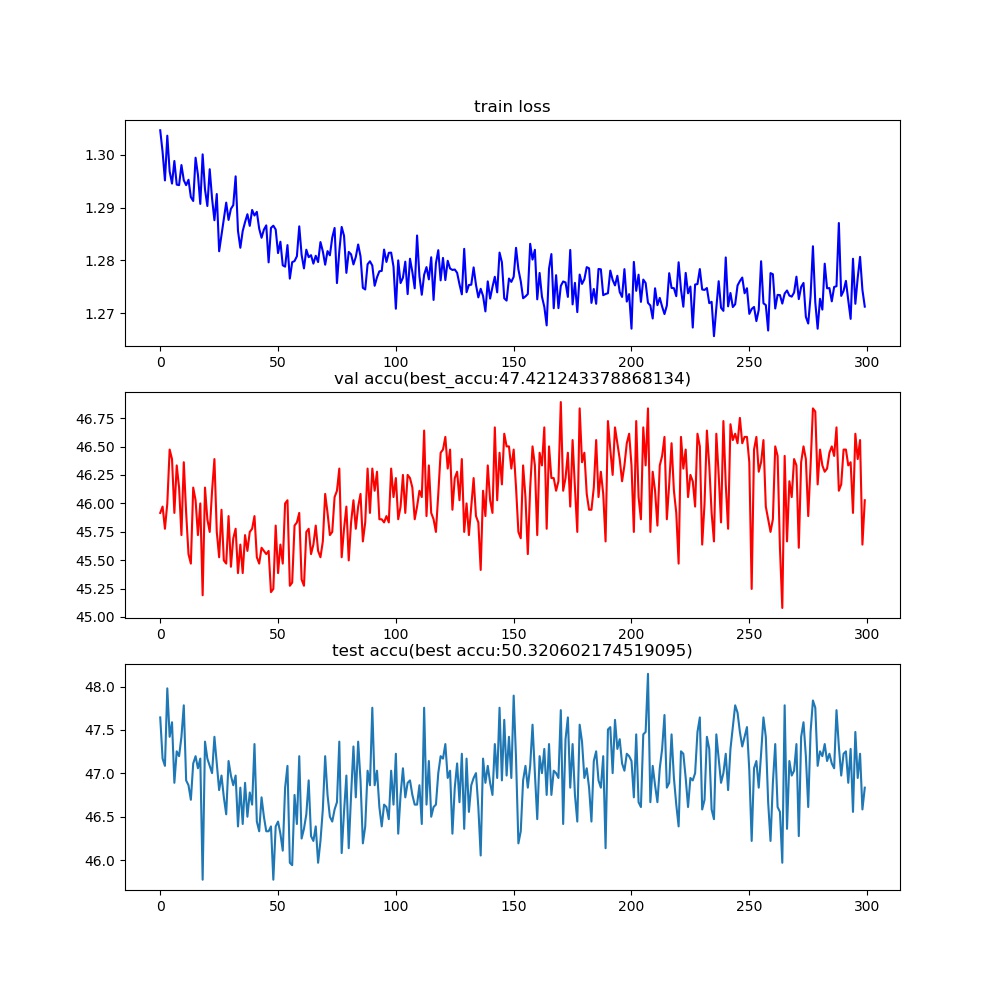 train loss
1.30
1.29
1.28
1.27
0 50 100 150 200 250 300
val accu(best_accu:47.421243378868134)
46.75
46.50
46.25
46.00
45.75
45.50
45.25
45.00
0 50 100 150 200 250 300
test accu(best accu:50.320602174519095)
48.0
47.5
47.0
46.5
46.0
0 50 100 150 200 250 300